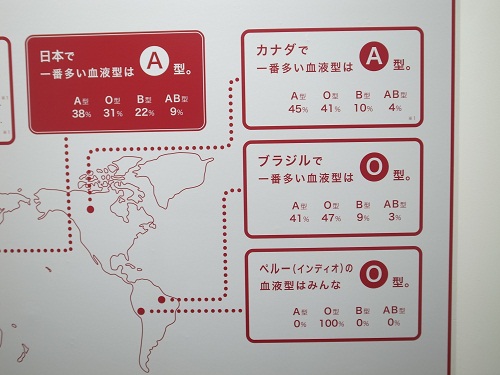 日本で
一番多い血液型は A 型。
A型 O型 B型 AB型
38% 31% 22% 9%
カナダで
一番多い血液型は A 型。
A型 O型 B型 AB型
45% 41% 10% 4%
ブラジルで
一番多い血液型は O 型。
A型 O型 B型 AB型
41% 47% 9% 3%
ペルー(インディオ)の
血液型はみんな O 型。
A型 O型 B型 AB型
0% 100% 0% 0%